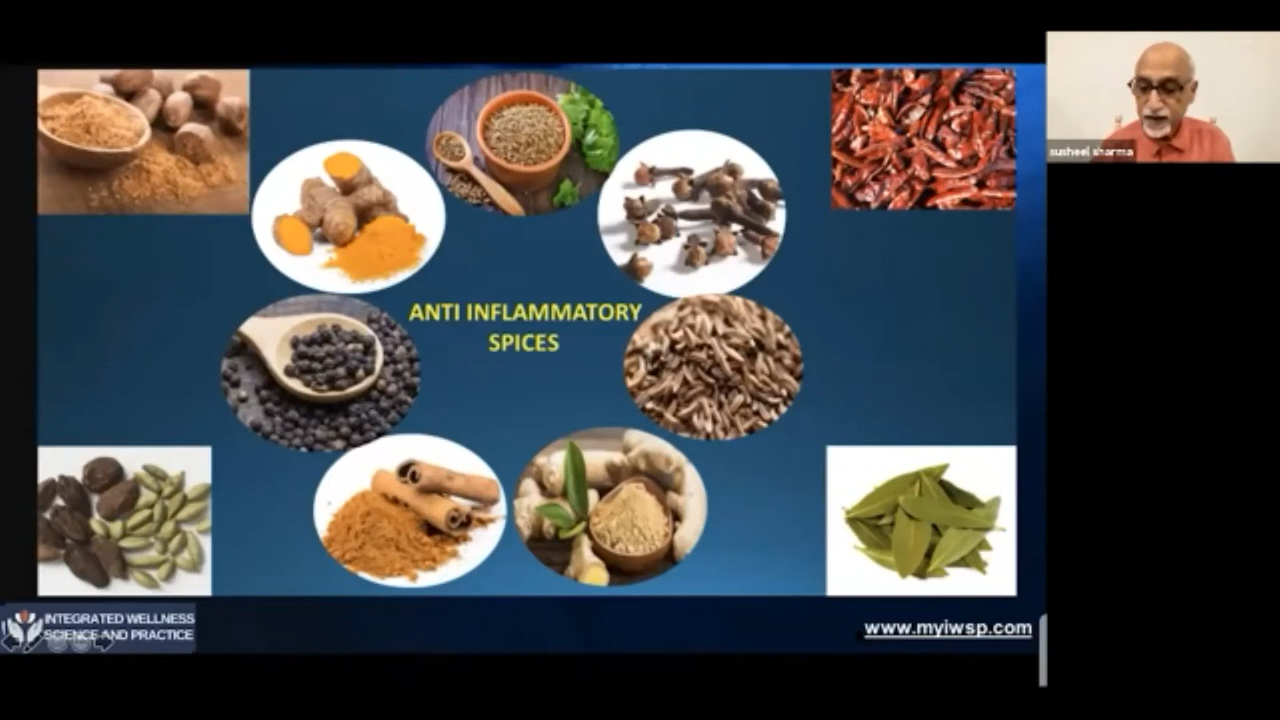 susheel sharma
ANTI INFLAMMATORY
SPICES
INTEGRATED WELLNESS
SCIENCE AND PRACTICE
www.myiwsp.com